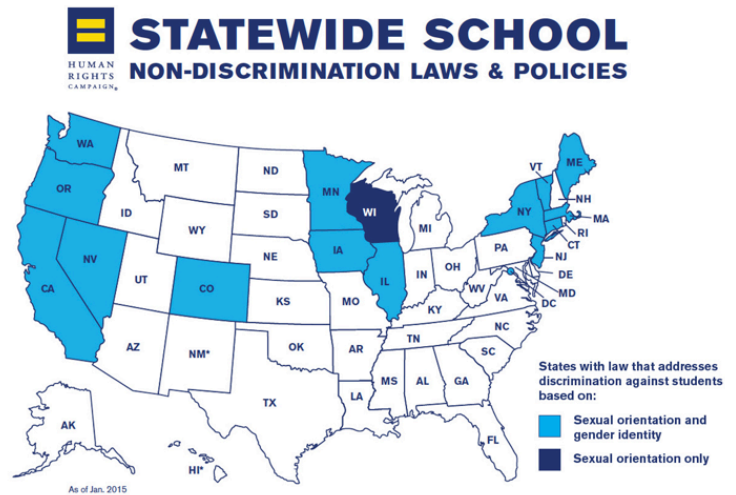 STATEWIDE SCHOOL
HUMAN
RIGHTS
CAMPAIGN®
NON-DISCRIMINATION LAWS & POLICIES
WA
MT
ND
MN
VT
ME
OR
ID
SD
WI
NY
NH
MA
WY
MI
RI
CT
NV
NE
IA
PA
NJ
CA
UT
CO
IL
IN
OH
DE
MD
DC
KS
MO
WV
VA
KY
AZ
NM*
OK
AR
TN
NC
SC
MS
AL
GA
TX
LA
States with law that addresses
discrimination against students
based on:
Sexual orientation and
gender identity
AK
FL
Sexual orientation only
HI*
As of Jan. 2015